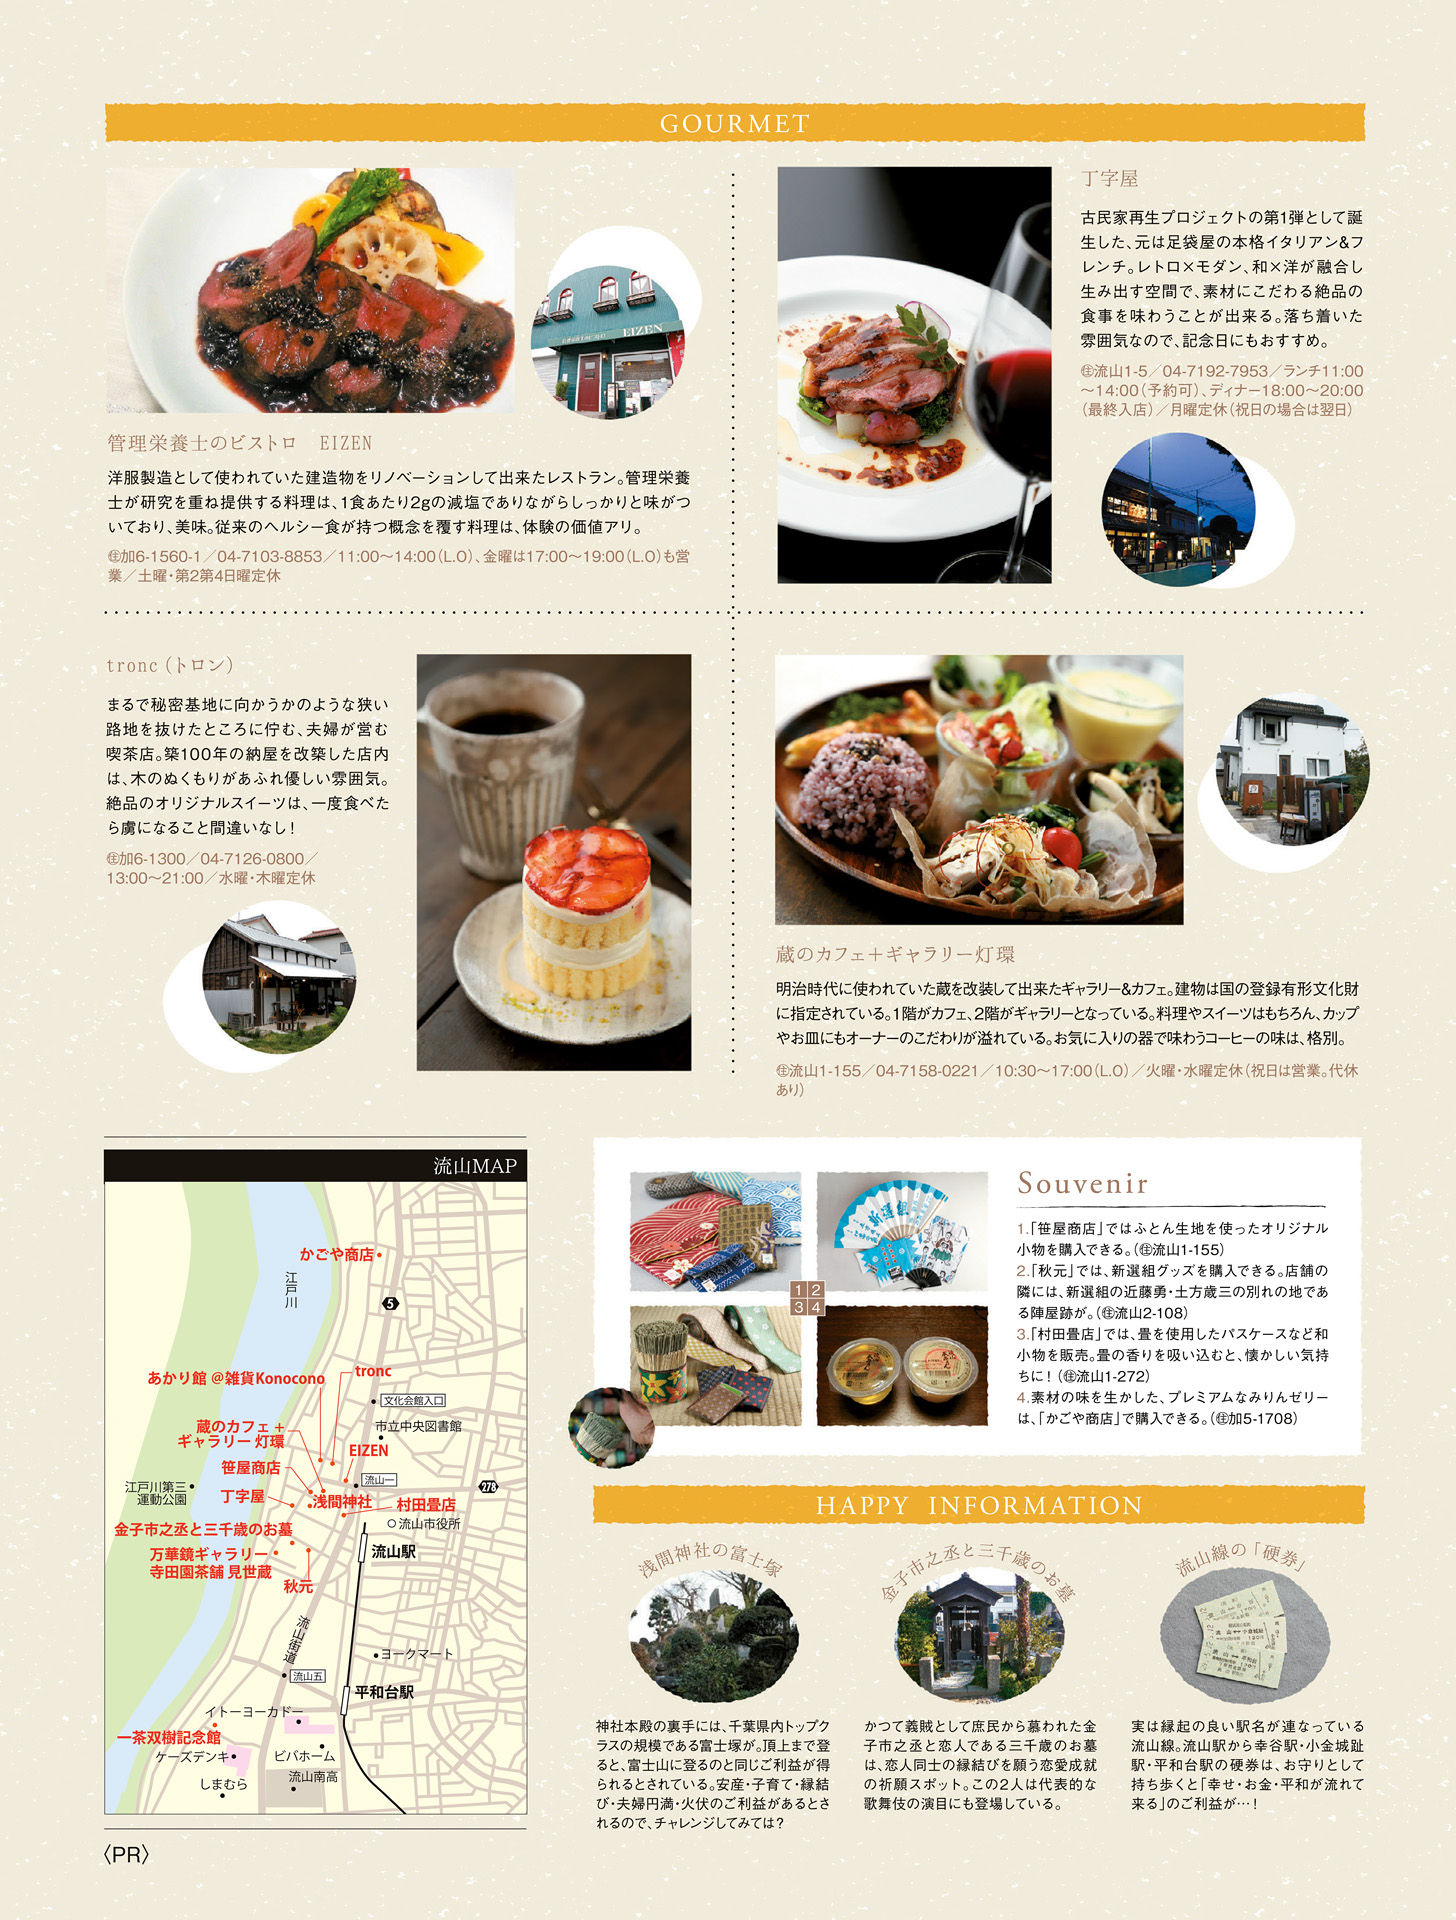 GOURMET
管理栄養士のビストロ　EIZEN
洋服製造として使われていた建造物をリノベーションして出来たレストラン。管理栄養
士が研究を重ね提供する料理は、1食あたり2gの減塩でありながらしっかりと味がつ
いており、美味。従来のヘルシー食が持つ概念を覆す料理は、体験の価値アリ。
㊟加6-1560-1／04-7103-8853／11:00〜14:00（L.O）、金曜は17:00〜19:00（L.O）も営
業／土曜・第2第4日曜定休
EIZEN
丁字屋
古民家再生プロジェクトの第1弾として誕
生した、元は足袋屋の本格イタリアン&フ
レンチ。レトロ×モダン、和×洋が融合し
生み出す空間で、素材にこだわる絶品の
食事を味わうことが出来る。落ち着いた
雰囲気なので、記念日にもおすすめ。
㊟流山1-5／04-7192-7953／ランチ11:00
〜14:00（予約可）、ディナー18:00〜20:00
（最終入店）／月曜定休（祝日の場合は翌日）
tronc（トロン）
まるで秘密基地に向かうかのような狭い
路地を抜けたところに佇む、夫婦が営む
喫茶店。築100年の納屋を改築した店内
は、木のぬくもりがあふれ優しい雰囲気。
絶品のオリジナルスイーツは、一度食べた
ら虜になること間違いなし！
㊟加6-1300／04-7126-0800／
13:00〜21:00／水曜・木曜定休
蔵のカフェ＋ギャラリー灯環
明治時代に使われていた蔵を改装して出来たギャラリー&カフェ。建物は国の登録有形文化財
に指定されている。1階がカフェ、2階がギャラリーとなっている。料理やスイーツはもちろん、カップ
やお皿にもオーナーのこだわりが溢れている。お気に入りの器で味わうコーヒーの味は、格別。
㊟流山1-155／04-7158-0221／10:30〜17:00（L.O）／火曜・水曜定休（祝日は営業。代休
あり）
流山MAP
かごや商店
江戸川
5
あかり館 @雑貨Konocono
tronc
文化会館入口
市立中央図書館
蔵のカフェ＋
ギャラリー 灯環
EIZEN
笹屋商店
流山一
278
江戸川第三
運動公園
丁字屋
浅間神社
村田畳店
流山市役所
金子市之丞と三千歳のお墓
万華鏡ギャラリー
寺田園茶舗 見世蔵
流山駅
秋元
流山街道
ヨークマート
流山五
平和台駅
イトーヨーカドー
一茶双樹記念館
ケーズデンキ
ビバホーム
しまむら
流山南高
〈PR〉
新選組
1 2
3 4
Souvenir
1.「笹屋商店」ではふとん生地を使ったオリジナル
小物を購入できる。（㊟流山1-155）
2.「秋元」では、新選組グッズを購入できる。店舗の
隣には、新選組の近藤勇・土方歳三の別れの地であ
る陣屋跡が。（㊟流山2-108）
3.「村田畳店」では、畳を使用したパスケースなど和
小物を販売。畳の香りを吸い込むと、懐かしい気持
ちに！（㊟流山1-272）
4.素材の味を生かした、プレミアムなみりんゼリー
は、「かごや商店」で購入できる。（㊟加5-1708）
HAPPY INFORMATION
浅間神社の富士塚
神社本殿の裏手には、千葉県内トップク
ラスの規模である富士塚が。頂上まで登
ると、富士山に登るのと同じご利益が得
られるとされている。安産・子育て・縁結
び・夫婦円満・火伏のご利益があるとさ
れるので、チャレンジしてみては？
金子市之丞と三千歳のお墓
かつて義賊として庶民から慕われた金
子市之丞と恋人である三千歳のお墓
は、恋人同士の縁結びを願う恋愛成就
の祈願スポット。この2人は代表的な
歌舞伎の演目にも登場している。
流山線の「硬券」
実は縁起の良い駅名が連なっている
流山線。流山駅から幸谷駅・小金城趾
駅・平和台駅の硬券は、お守りとして
持ち歩くと「幸せ・お金・平和が流れて
来る」のご利益が…！